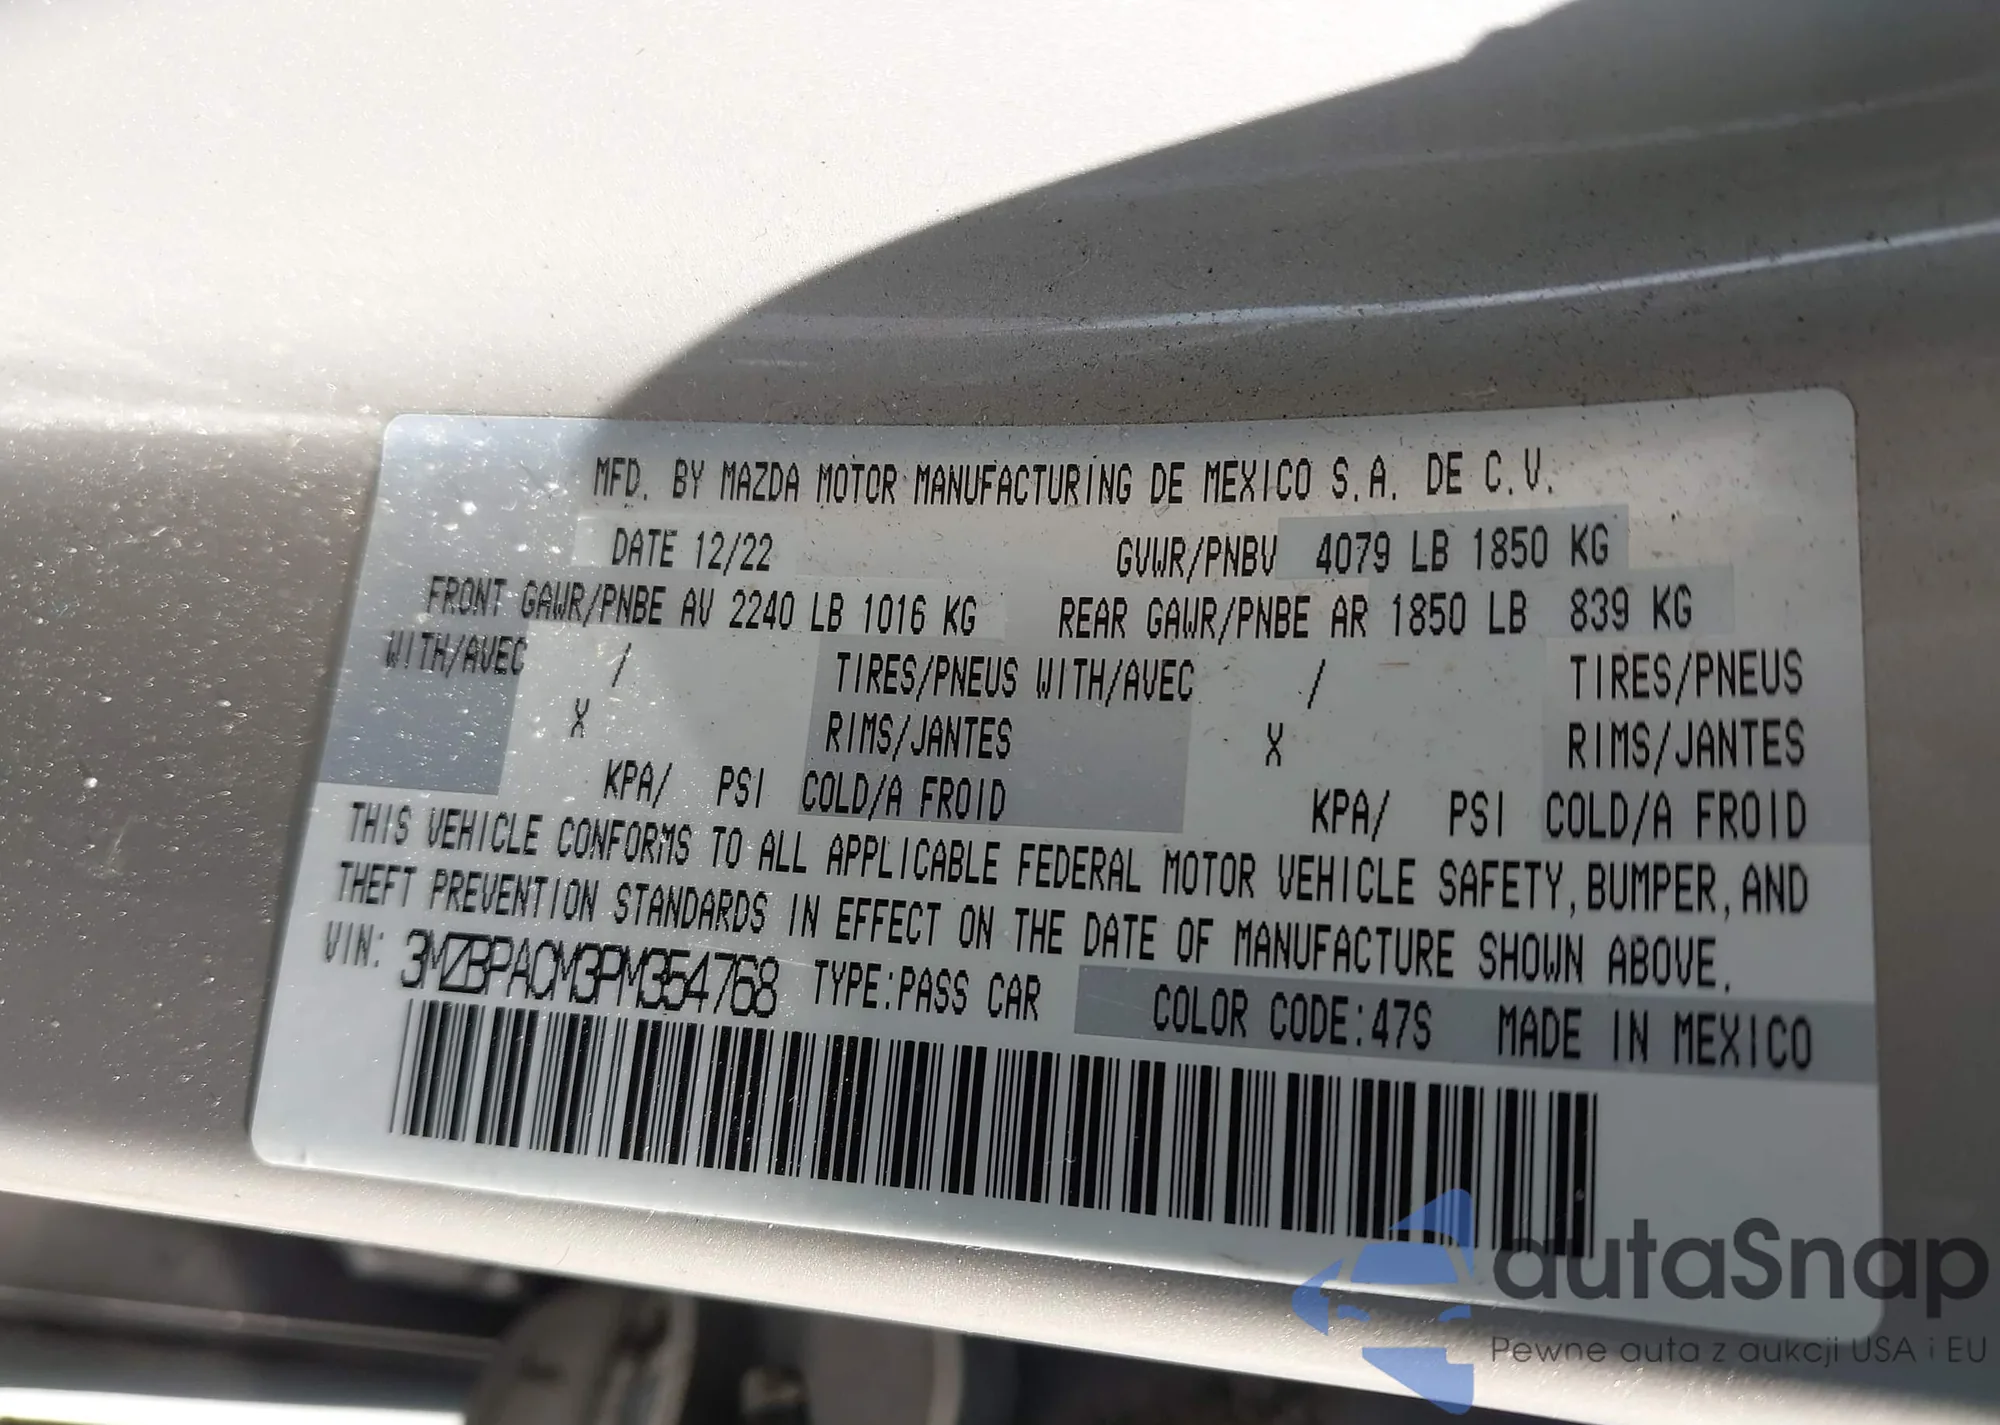 MFD. BY MAZDA MOTOR MANUFACTURING DE MEXICO S.A. DE C.V.
DATE 12/22 GVWR/PNBV 4079 LB 1850 KG
FRONT GAWR/PNBE AV 2240 LB 1016 KG REAR GAWR/PNBE AR 1850 LB 839 KG
WITH/AVEC / TIRES/PNEUS WITH/AVEC / TIRES/PNEUS
X RIMS/JANTES X RIMS/JANTES
KPA/ PSI COLD/A FROID KPA/ PSI COLD/A FROID
THIS VEHICLE CONFORMS TO ALL APPLICABLE FEDERAL MOTOR VEHICLE SAFETY, BUMPER, AND
THEFT PREVENTION STANDARDS IN EFFECT ON THE DATE OF MANUFACTURE SHOWN ABOVE.
VIN: 3MZBPACM3PM354768 TYPE:PASS CAR COLOR CODE:47S MADE IN MEXICO
autaSnap
Pewne auta z aukcji USA i EU